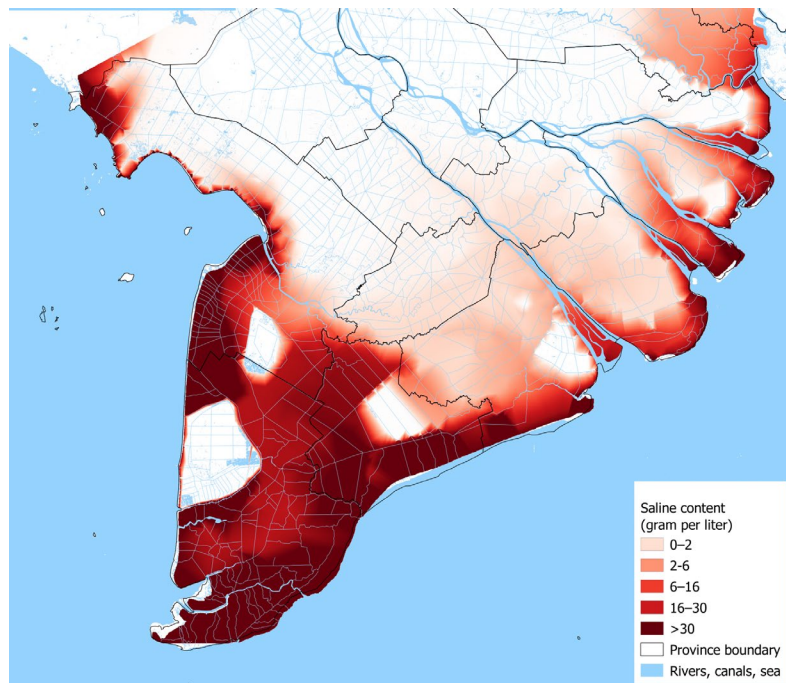 Saline content
(gram per liter)
0–2
2-6
6–16
16–30
>30
Province boundary
Rivers, canals, sea